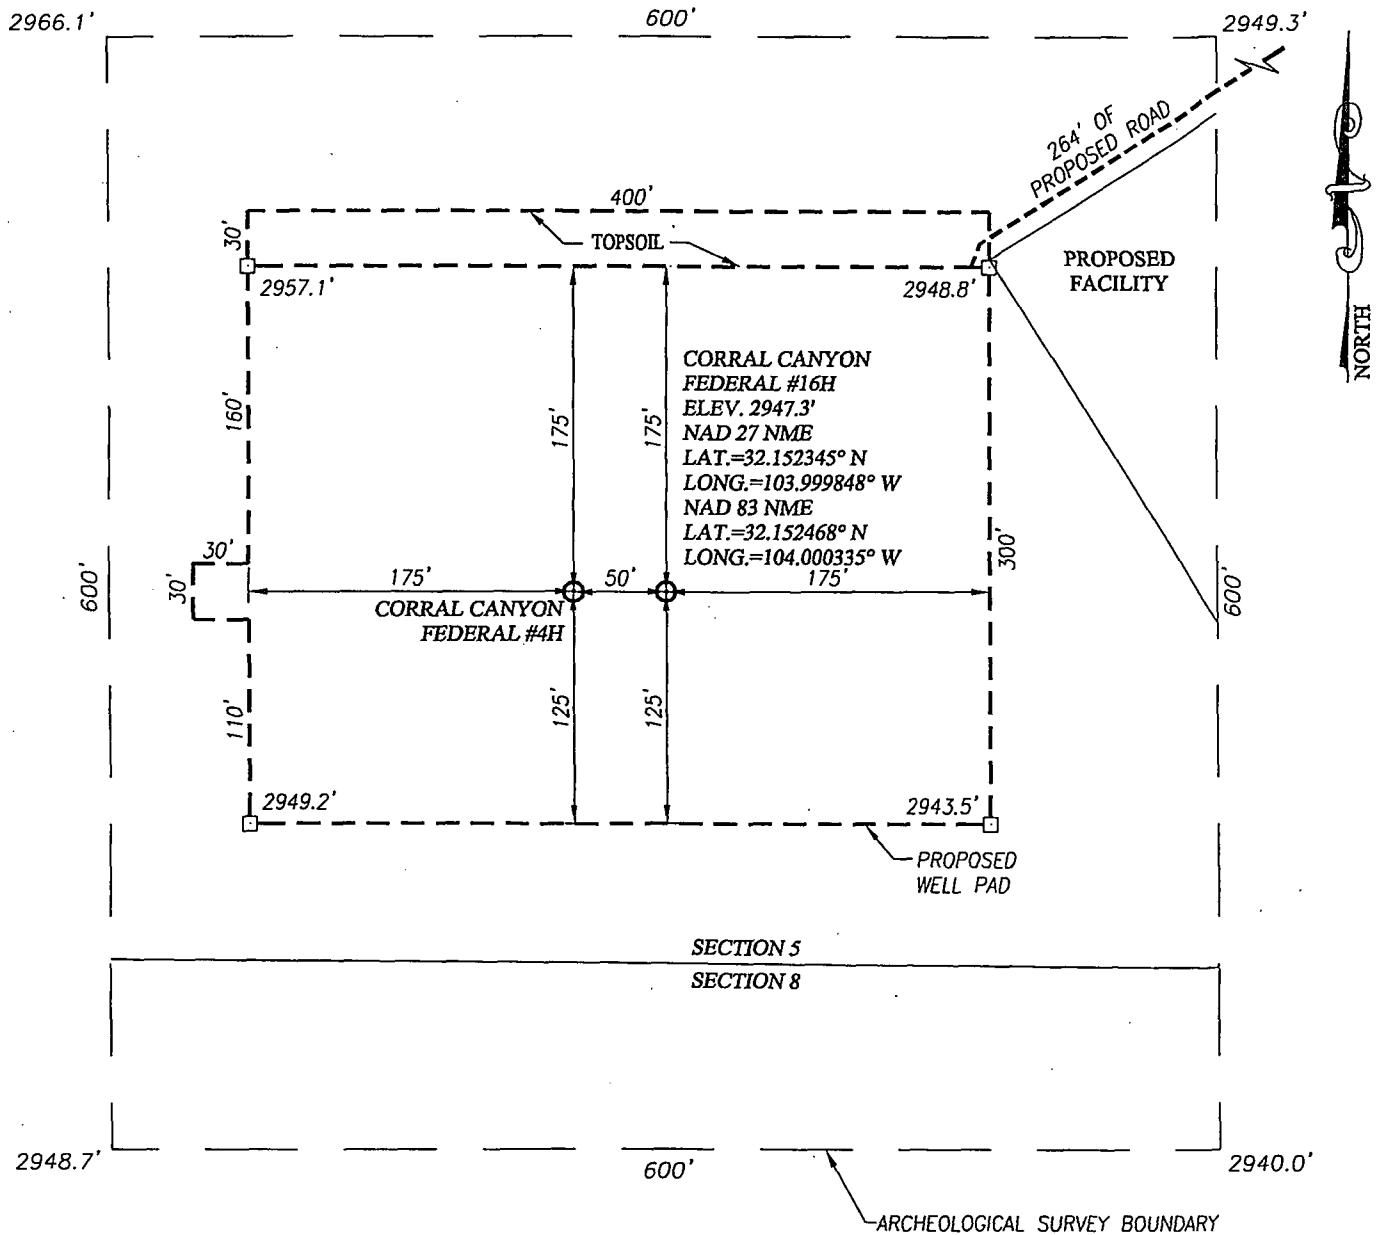 2966.1'
600'
2949.3'
264' OF
PROPOSED ROAD
400'
30'
TOPSOIL
PROPOSED
FACILITY
2957.1'
2948.8'
NORTH
CORRAL CANYON
FEDERAL #16H
ELEV. 2947.3'
NAD 27 NME
LAT.=32.152345° N
LONG.=103.999848° W
NAD 83 NME
LAT.=32.152468° N
LONG.=104.000335° W
160'
175'
175'
300'
30'
30'
600'
175'
50'
175'
600'
CORRAL CANYON
FEDERAL #4H
110'
125'
125'
2949.2'
2943.5'
PROPOSED
WELL PAD
SECTION 5
SECTION 8
2948.7'
600'
2940.0'
ARCHEOLOGICAL SURVEY BOUNDARY